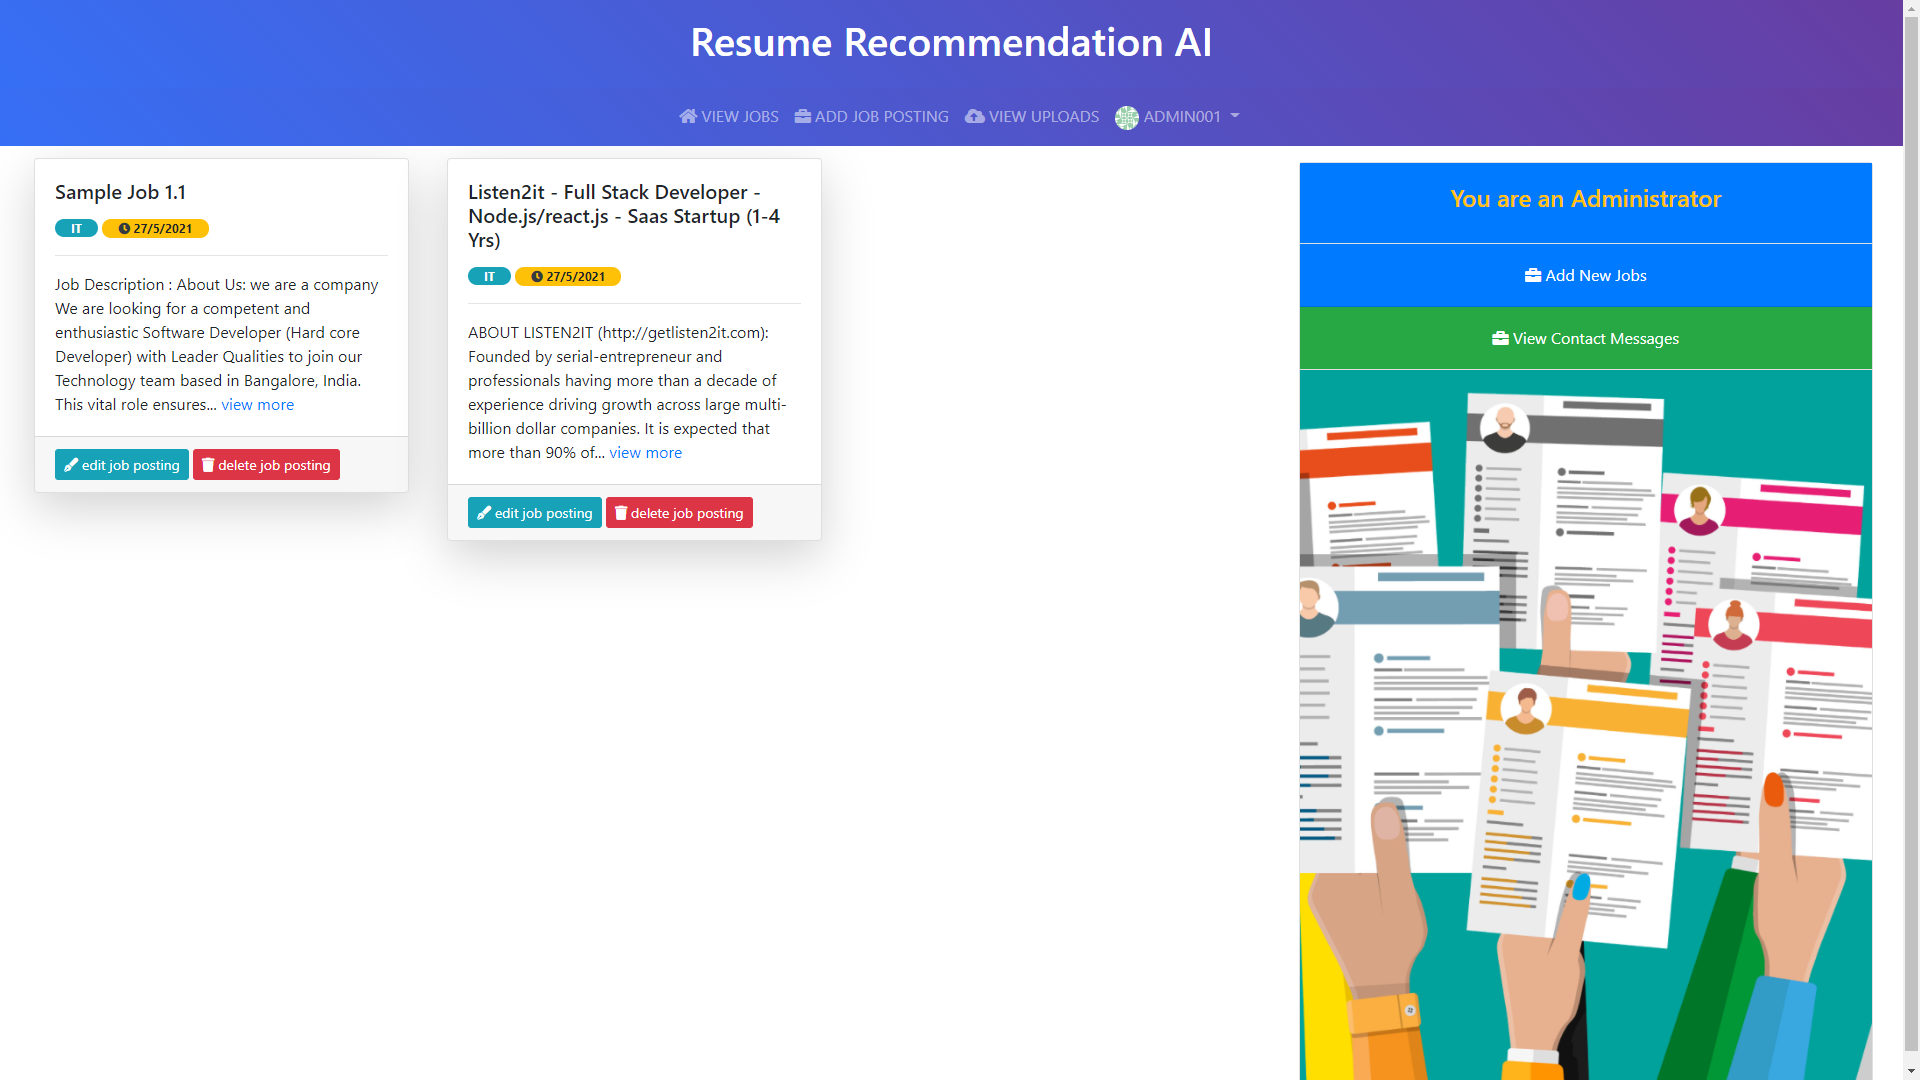 Resume Recommendation AI
VIEW JOBS ADD JOB POSTING VIEW UPLOADS ADMIN001
Sample Job 1.1
IT 27/5/2021
Job Description : About Us: we are a company
We are looking for a competent and
enthusiastic Software Developer (Hard core
Developer) with Leader Qualities to join our
Technology team based in Bangalore, India.
This vital role ensures... view more
edit job posting delete job posting
Listen2it - Full Stack Developer -
Node.js/react.js - Saas Startup (1-4
Yrs)
IT 27/5/2021
ABOUT LISTEN2IT (http://getlisten2it.com):
Founded by serial-entrepreneur and
professionals having more than a decade of
experience driving growth across large multi-
billion dollar companies. It is expected that
more than 90% of... view more
edit job posting delete job posting
You are an Administrator
Add New Jobs
View Contact Messages